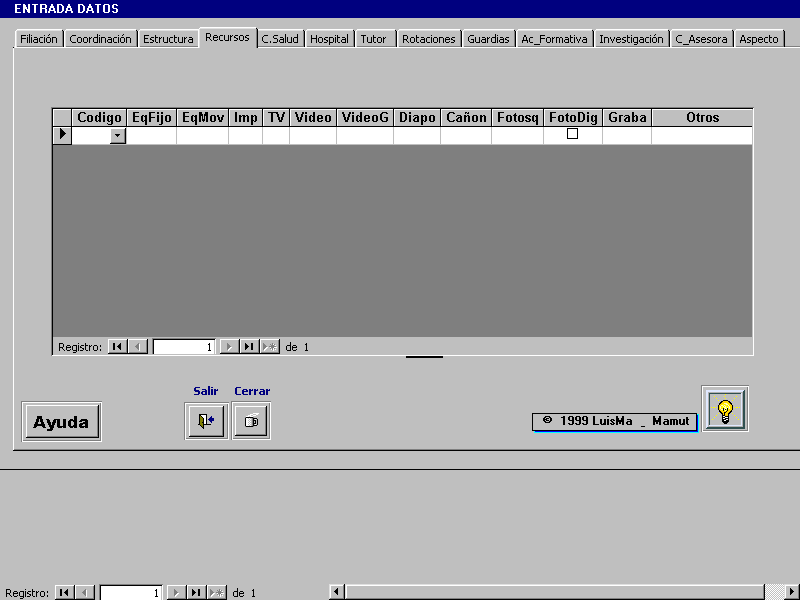 ENTRADA DATOS
Filiación Coordinación Estructura Recursos C.Salud Hospital Tutor Rotaciones Guardias Ac_Formativa Investigación C_Asesora Aspecto
Codigo EqFijo EqMov Imp TV Video VideoG Diapo Cañon Fotosq FotoDig Graba Otros
Registro: 1 de 1
Salir Cerrar
Ayuda
© 1999 LuisMa _ Mamut
Registro: 1 de 1